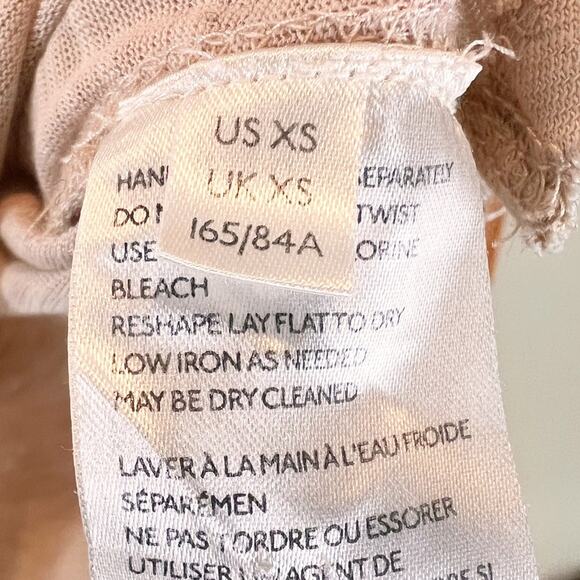 US XS
UK XS
165/84A
HAN EPARATELY
DO TWIST
USE ORINE
BLEACH
RESHAPE LAY FLAT TO DRY
LOW IRON AS NEEDED
MAY BE DRY CLEANED
LAVER À LA MAIN À L'EAU FROIDE
SÉPARÉMEN
NE PAS TORDRE OU ESSORER
UTILISER AGENT DE
SI